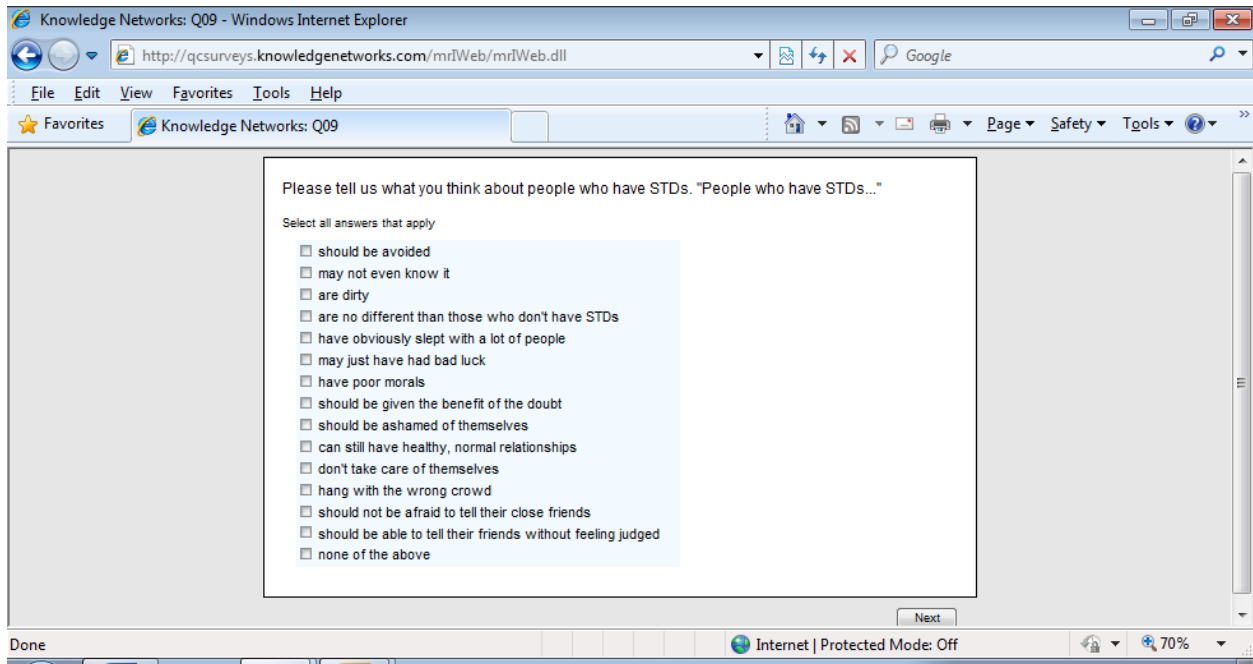 Knowledge Networks: Q09 - Windows Internet Explorer
http://qcsurveys.knowledgenetworks.com/mrIWeb/mrIWeb.dll
Google
File Edit View Favorites Tools Help
Favorites Knowledge Networks: Q09 Page Safety Tools
Please tell us what you think about people who have STDs. "People who have STDs..."
Select all answers that apply
should be avoided
may not even know it
are dirty
are no different than those who don't have STDs
have obviously slept with a lot of people
may just have had bad luck
have poor morals
should be given the benefit of the doubt
should be ashamed of themselves
can still have healthy, normal relationships
don't take care of themselves
hang with the wrong crowd
should not be afraid to tell their close friends
should be able to tell their friends without feeling judged
none of the above
Next
Done Internet | Protected Mode: Off 70%